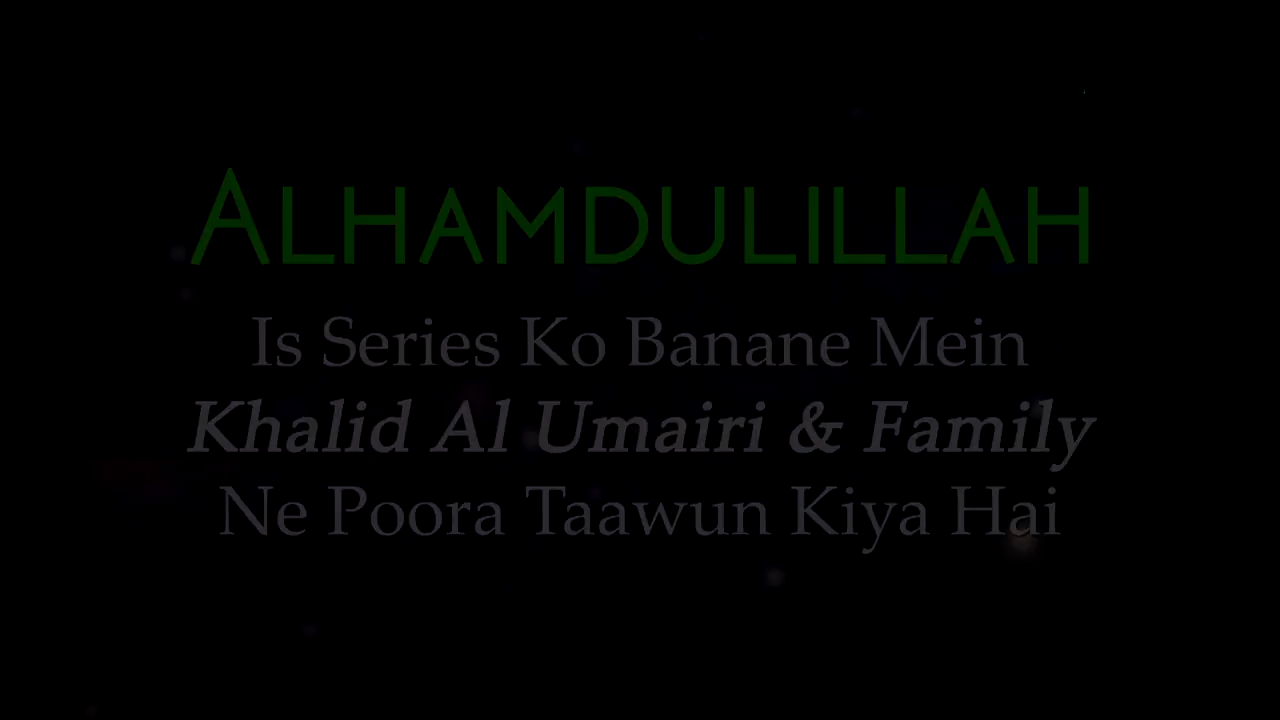 ALHAMDULILLAH
Is Series Ko Banane Mein
Khalid Al Umairi & Family
Ne Poora Taawun Kiya Hai